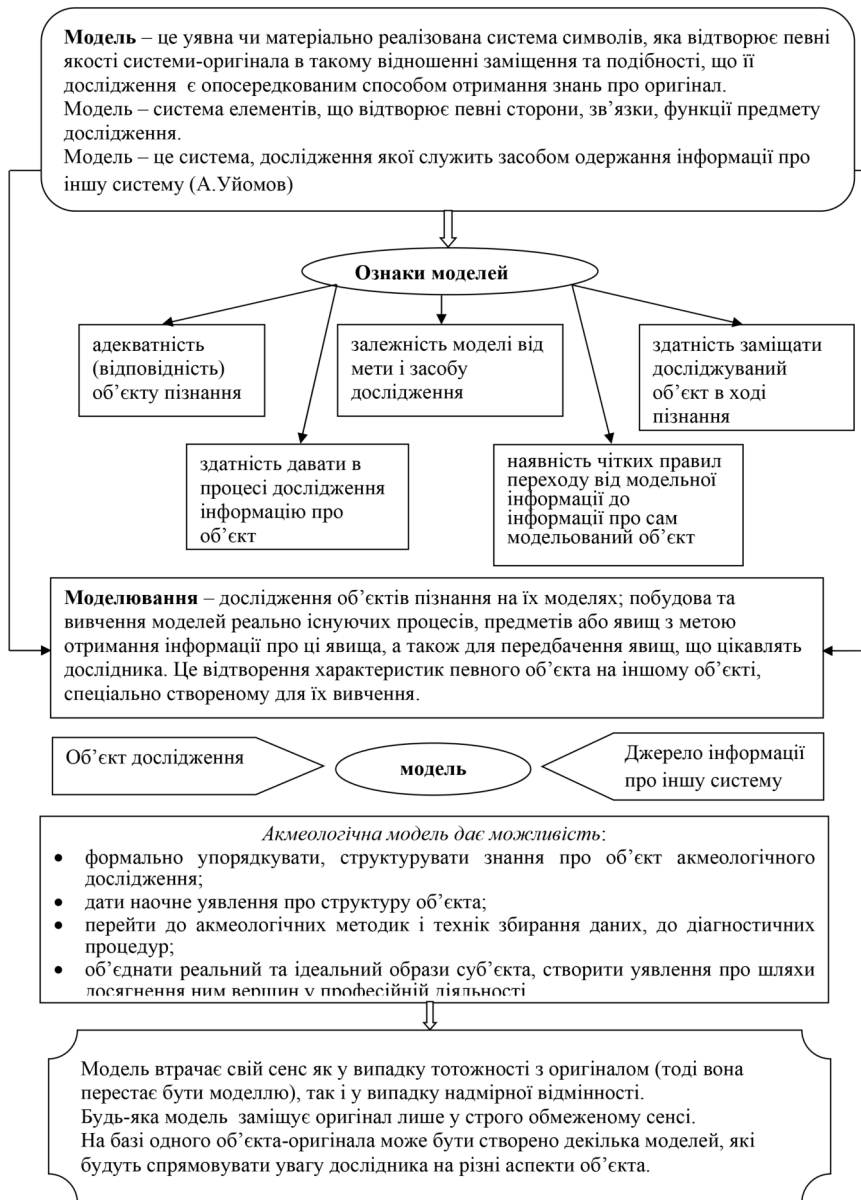 Модель – це уявна чи матеріально реалізована система символів, яка відтворює певні
якості системи-оригінала в такому відношенні заміщення та подібності, що її
дослідження є опосередкованим способом отримання знань про оригінал.
Модель – система елементів, що відтворює певні сторони, зв’язки, функції предмету
дослідження.
Модель – це система, дослідження якої служить засобом одержання інформації про
іншу систему (А.Уйомов)
Ознаки моделей
адекватність
(відповідність)
об’єкту пізнання
залежність моделі від
мети і засобу
дослідження
здатність заміщати
досліджуваний
об’єкт в ході
пізнання
здатність давати в
процесі дослідження
інформацію про
об’єкт
наявність чітких правил
переходу від модельної
інформації до
інформації про сам
модельований об’єкт
Моделювання – дослідження об’єктів пізнання на їх моделях; побудова та
вивчення моделей реально існуючих процесів, предметів або явищ з метою
отримання інформації про ці явища, а також для передбачення явищ, що цікавлять
дослідника. Це відтворення характеристик певного об’єкта на іншому об’єкті,
спеціально створеному для їх вивчення.
Об’єкт дослідження
модель
Джерело інформації
про іншу систему
Акмеологічна модель дає можливість:
• формально упорядкувати, структурувати знання про об’єкт акмеологічного
дослідження;
• дати наочне уявлення про структуру об’єкта;
• перейти до акмеологічних методик і технік збирання даних, до діагностичних
процедур;
• об’єднати реальний та ідеальний образи суб’єкта, створити уявлення про шляхи
досягнення ним вершин у професійній діяльності
Модель втрачає свій сенс як у випадку тотожності з оригіналом (тоді вона
перестає бути моделлю), так і у випадку надмірної відмінності.
Будь-яка модель заміщує оригінал лише у строго обмеженому сенсі.
На базі одного об’єкта-оригінала може бути створено декілька моделей, які
будуть спрямовувати увагу дослідника на різні аспекти об’єкта.